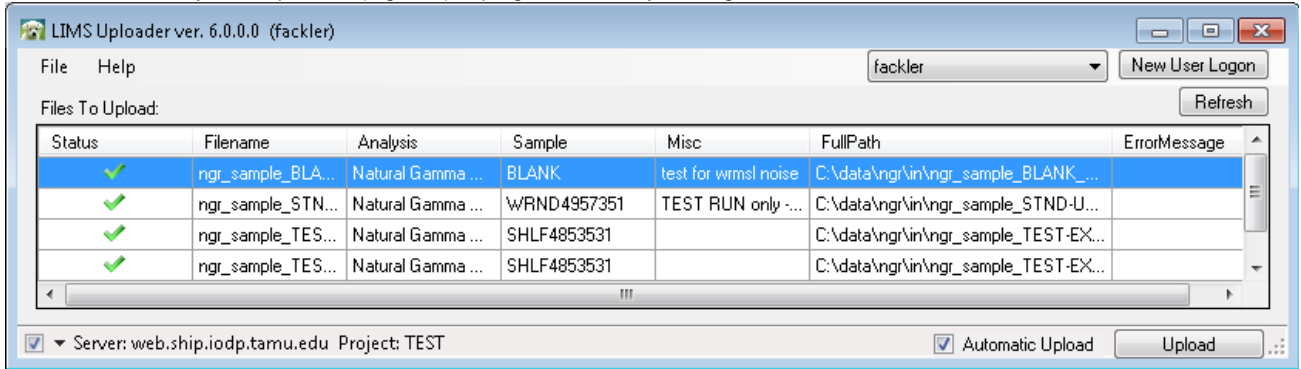 LIMS Uploader ver. 6.0.0.0 (fackler)
File Help fackler New User Logon
Files To Upload: Refresh
Status Filename Analysis Sample Misc FullPath ErrorMessage
ngr_sample_BLA... Natural Gamma ... BLANK test for wrmsl noise C:\data\ngr\in\ngr_sample_BLANK_...
ngr_sample_STN... Natural Gamma ... WRND4957351 TEST RUN only -... C:\data\ngr\in\ngr_sample_STND-U...
ngr_sample_TES... Natural Gamma ... SHLF4853531 C:\data\ngr\in\ngr_sample_TEST-EX...
ngr_sample_TES... Natural Gamma ... SHLF4853531 C:\data\ngr\in\ngr_sample_TEST-EX...
Server: web.ship.iodp.tamu.edu Project: TEST Automatic Upload Upload